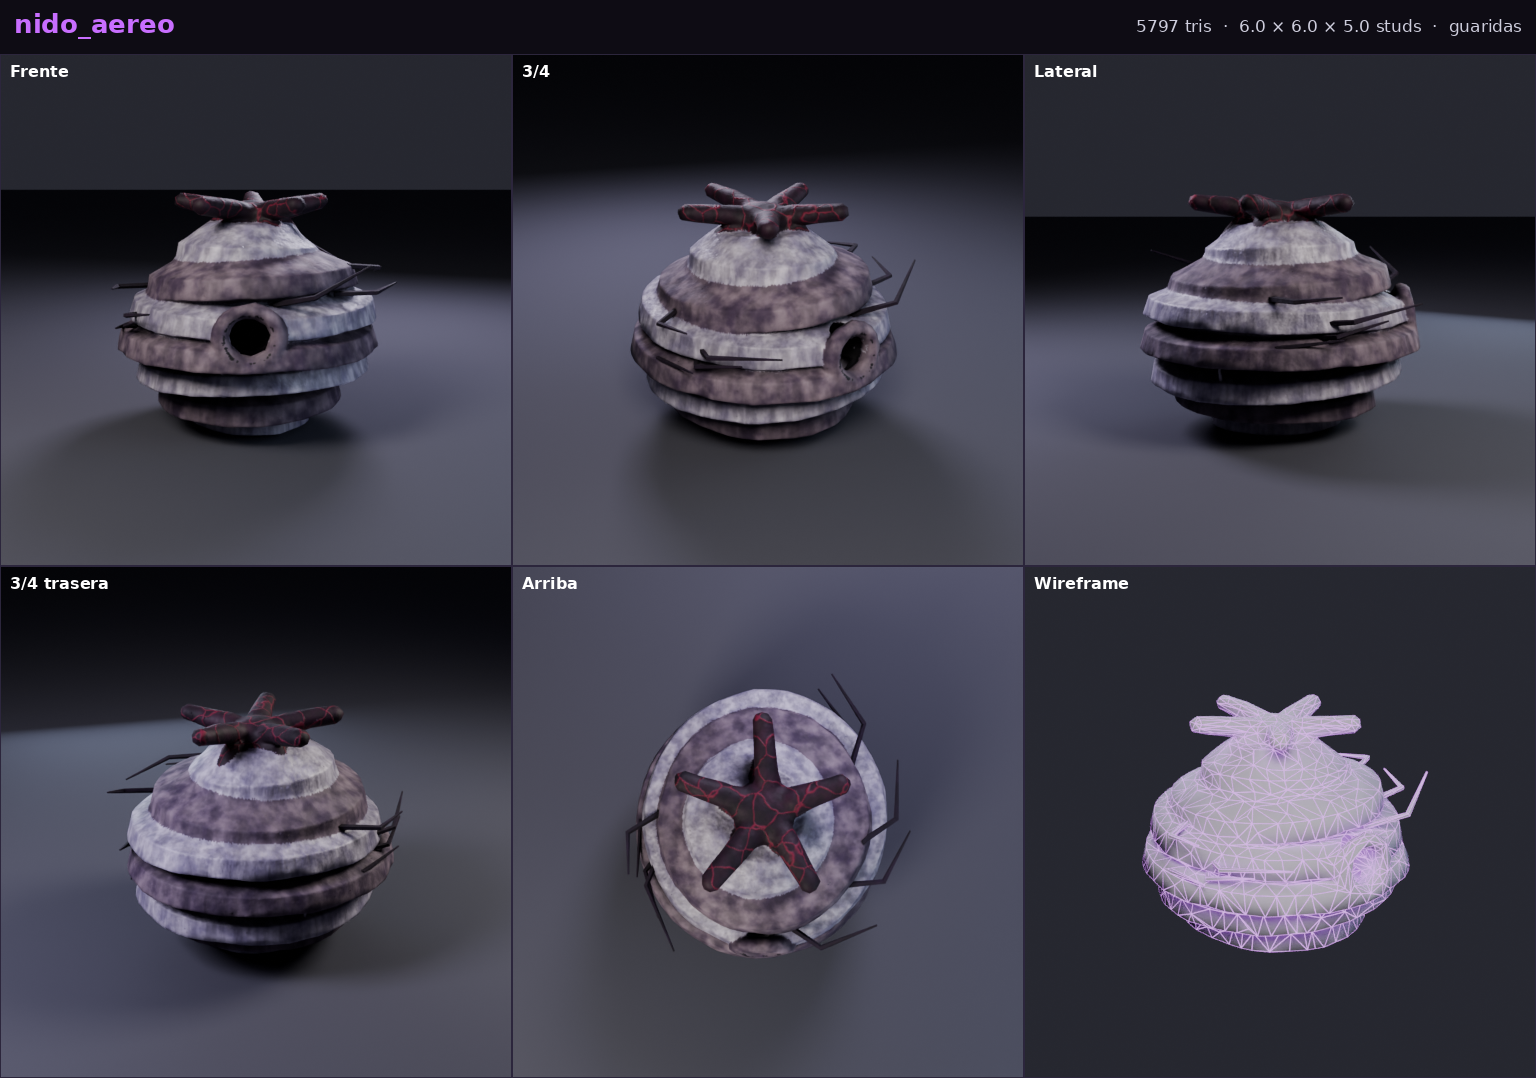 nido_aereo
5797 tris · 6.0 × 6.0 × 5.0 studs · guaridas
Frente
3/4
Lateral
3/4 trasera
Arriba
Wireframe